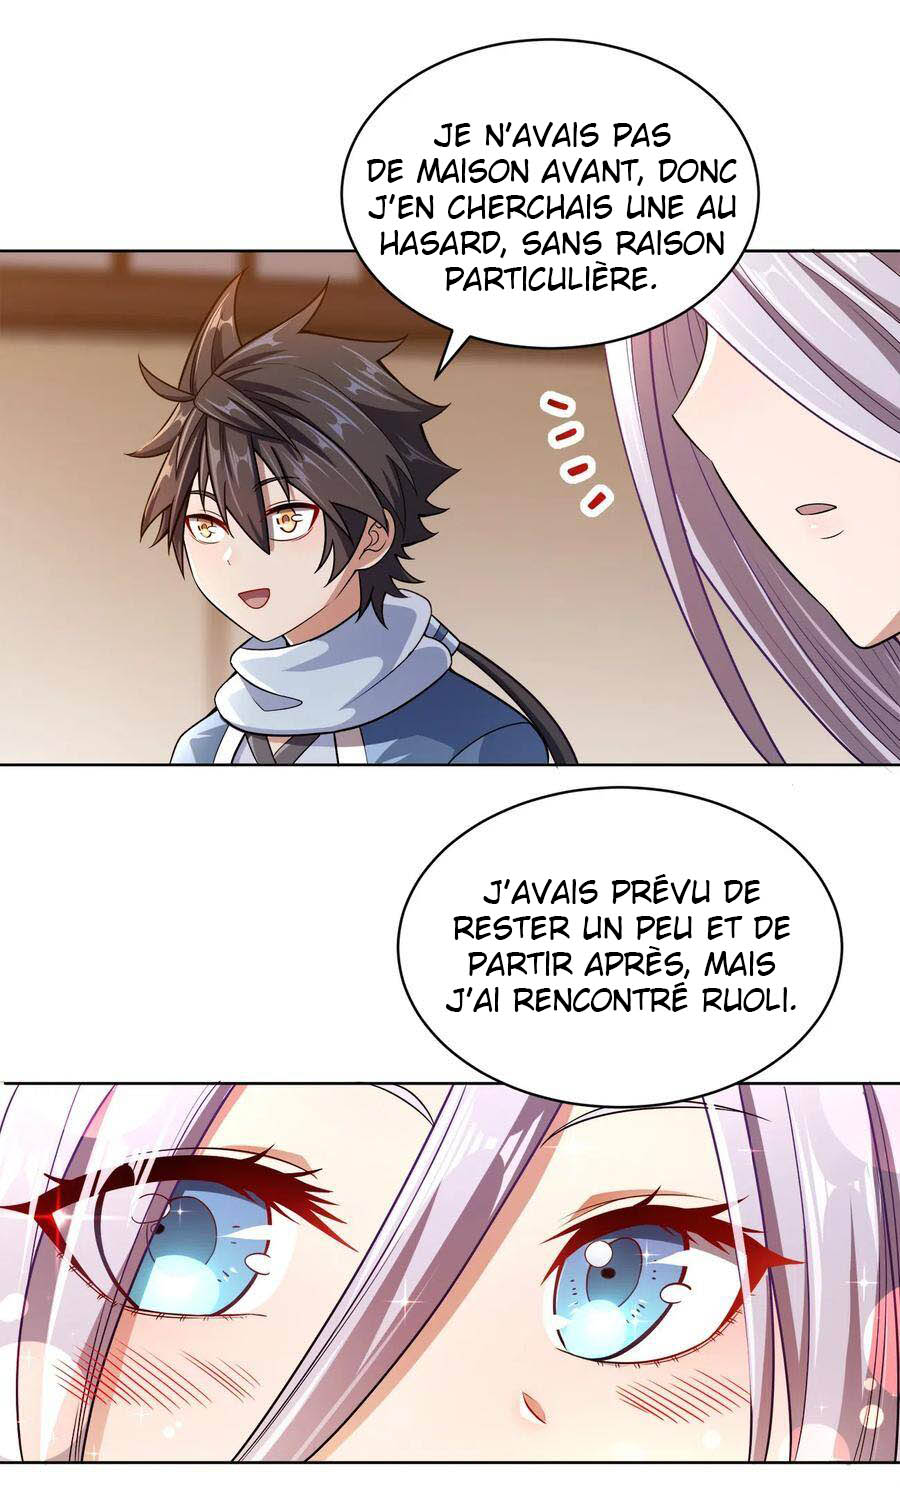 JE N'AVAIS PAS
DE MAISON AVANT, DONC
J'EN CHERCHAIS UNE AU
HASARD, SANS RAISON
PARTICULIÈRE.
J'AVAIS PRÉVU DE
RESTER UN PEU ET DE
PARTIR APRÈS, MAIS
J'AI RENCONTRÉ RUOLI.